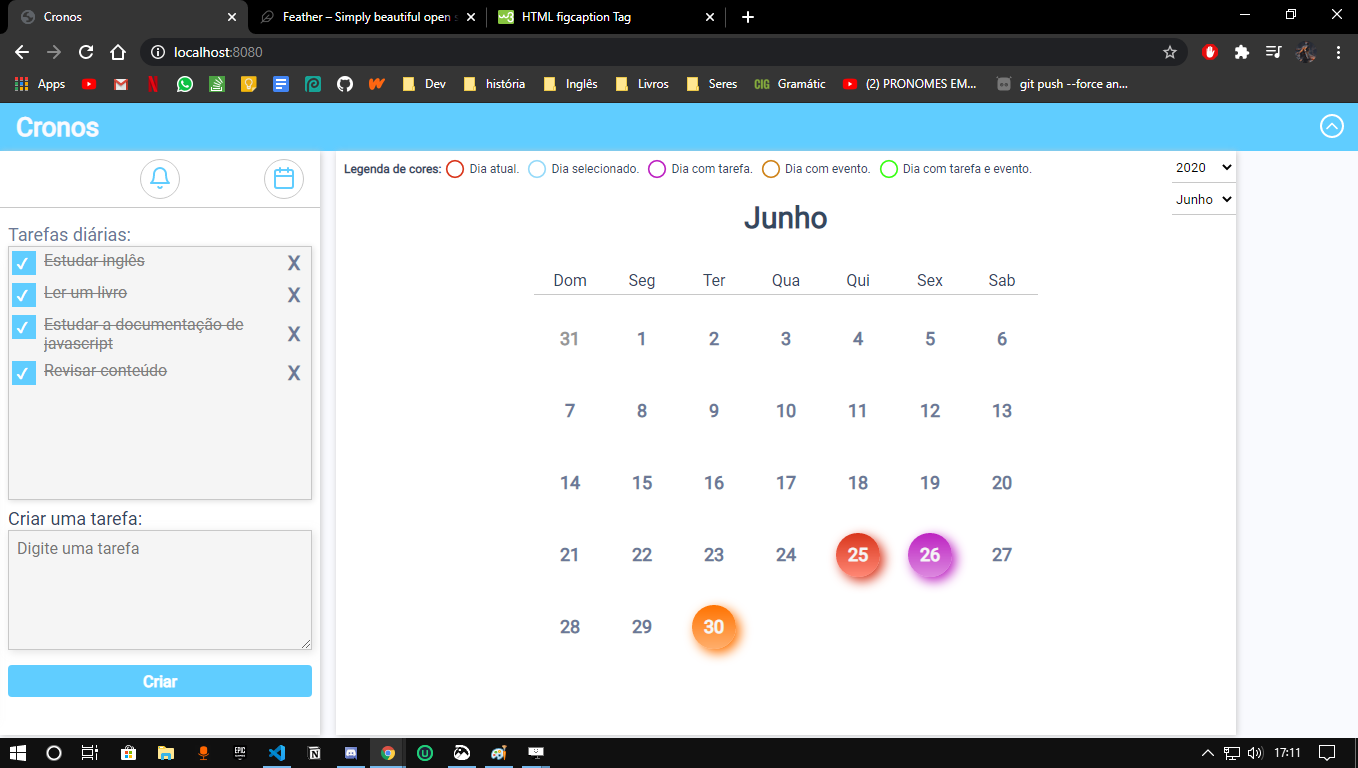 Cronos
Feather – Simply beautiful open s
HTML figcaption Tag
localhost:8080
Apps
Dev
história
Inglês
Livros
Seres
CIG Gramátic
(2) PRONOMES EM...
git push --force an...
Cronos
Legenda de cores: Dia atual. Dia selecionado. Dia com tarefa. Dia com evento. Dia com tarefa e evento.
2020
Junho
Tarefas diárias:
Estudar inglês X
Ler um livro X
Estudar a documentação de
javascript X
Revisar conteúdo X
Criar uma tarefa:
Digite uma tarefa
Criar
Junho
Dom Seg Ter Qua Qui Sex Sab
31 1 2 3 4 5 6
7 8 9 10 11 12 13
14 15 16 17 18 19 20
21 22 23 24 25 26 27
28 29 30
EPIC
17:11